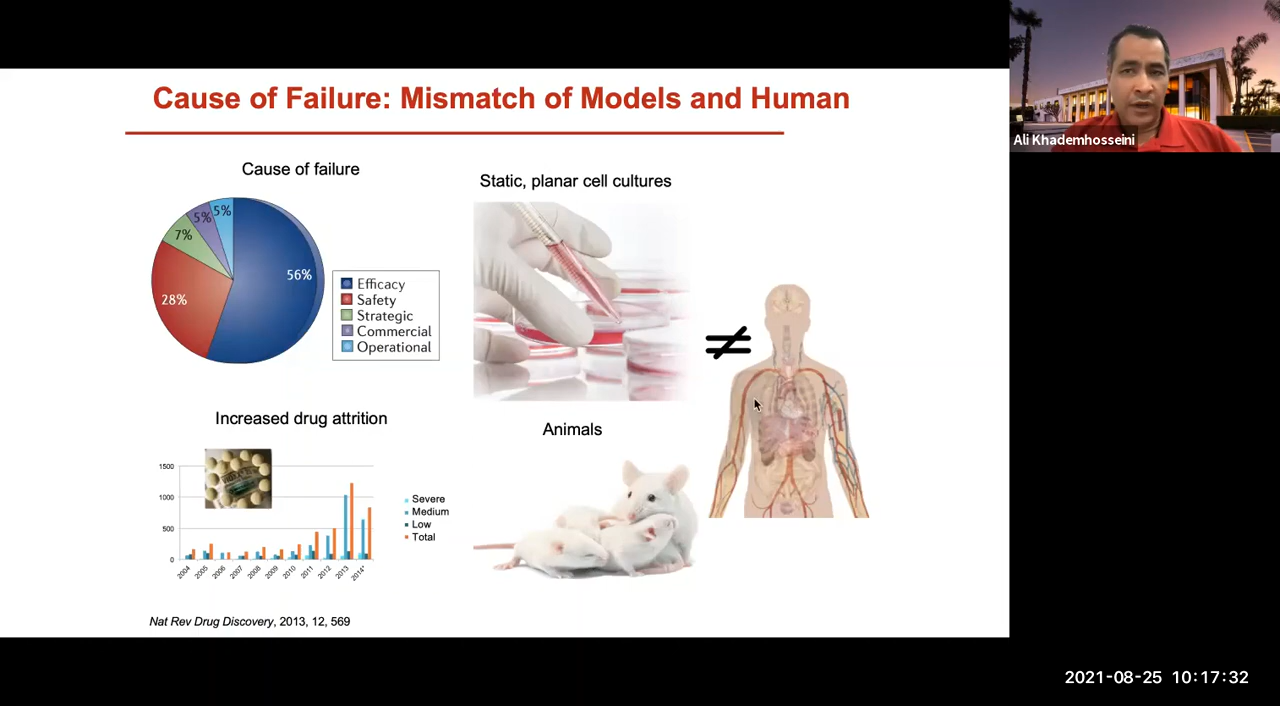 Cause of Failure: Mismatch of Models and Human
Cause of failure
5%
5%
7%
28%
56%
Efficacy
Safety
Strategic
Commercial
Operational
Static, planar cell cultures
≠
Increased drug attrition
1500
1000
500
0
2004
2005
2006
2007
2008
2009
2010
2011
2012
2013
2014*
Severe
Medium
Low
Total
Animals
Nat Rev Drug Discovery, 2013, 12, 569
Ali Khademhosseini
2021-08-25 10:17:32